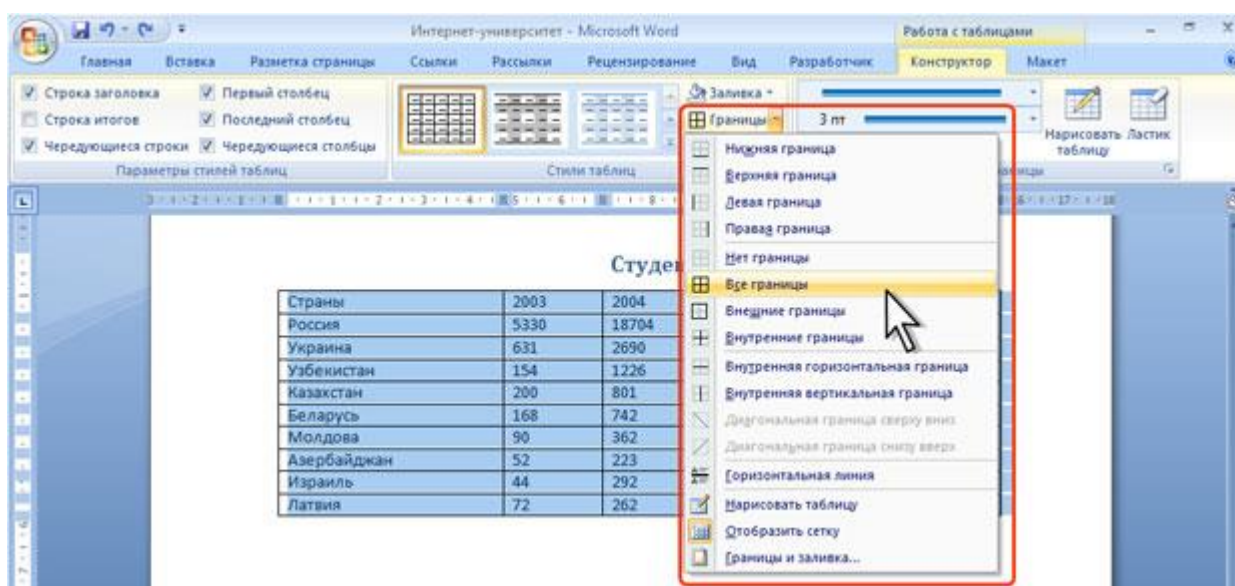 Интернет-университет - Microsoft Word
Работа с таблицами
Главная Вставка Разметка страницы Ссылки Рассылки Рецензирование Вид Разработчик Конструктор Макет
Строка заголовка Первый столбец
Строка итогов Последний столбец
Чередующиеся строки Чередующиеся столбцы
Параметры стилей таблиц
Стили таблиц
Заливка
Границы
3 пт
Нарисовать таблицу
Ластик
Нижняя граница
Верхняя граница
Левая граница
Правая граница
Нет границы
Все границы
Внешние границы
Внутренние границы
Внутренняя горизонтальная граница
Внутренняя вертикальная граница
Диагональная граница сверху вниз
Диагональная граница снизу вверх
Горизонтальная линия
Нарисовать таблицу
Отобразить сетку
Границы и заливка...
Студе
Страны 2003 2004
Россия 5330 18704
Украина 631 2690
Узбекистан 154 1226
Казахстан 200 801
Беларусь 168 742
Молдова 90 362
Азербайджан 52 223
Израиль 44 292
Латвия 72 262